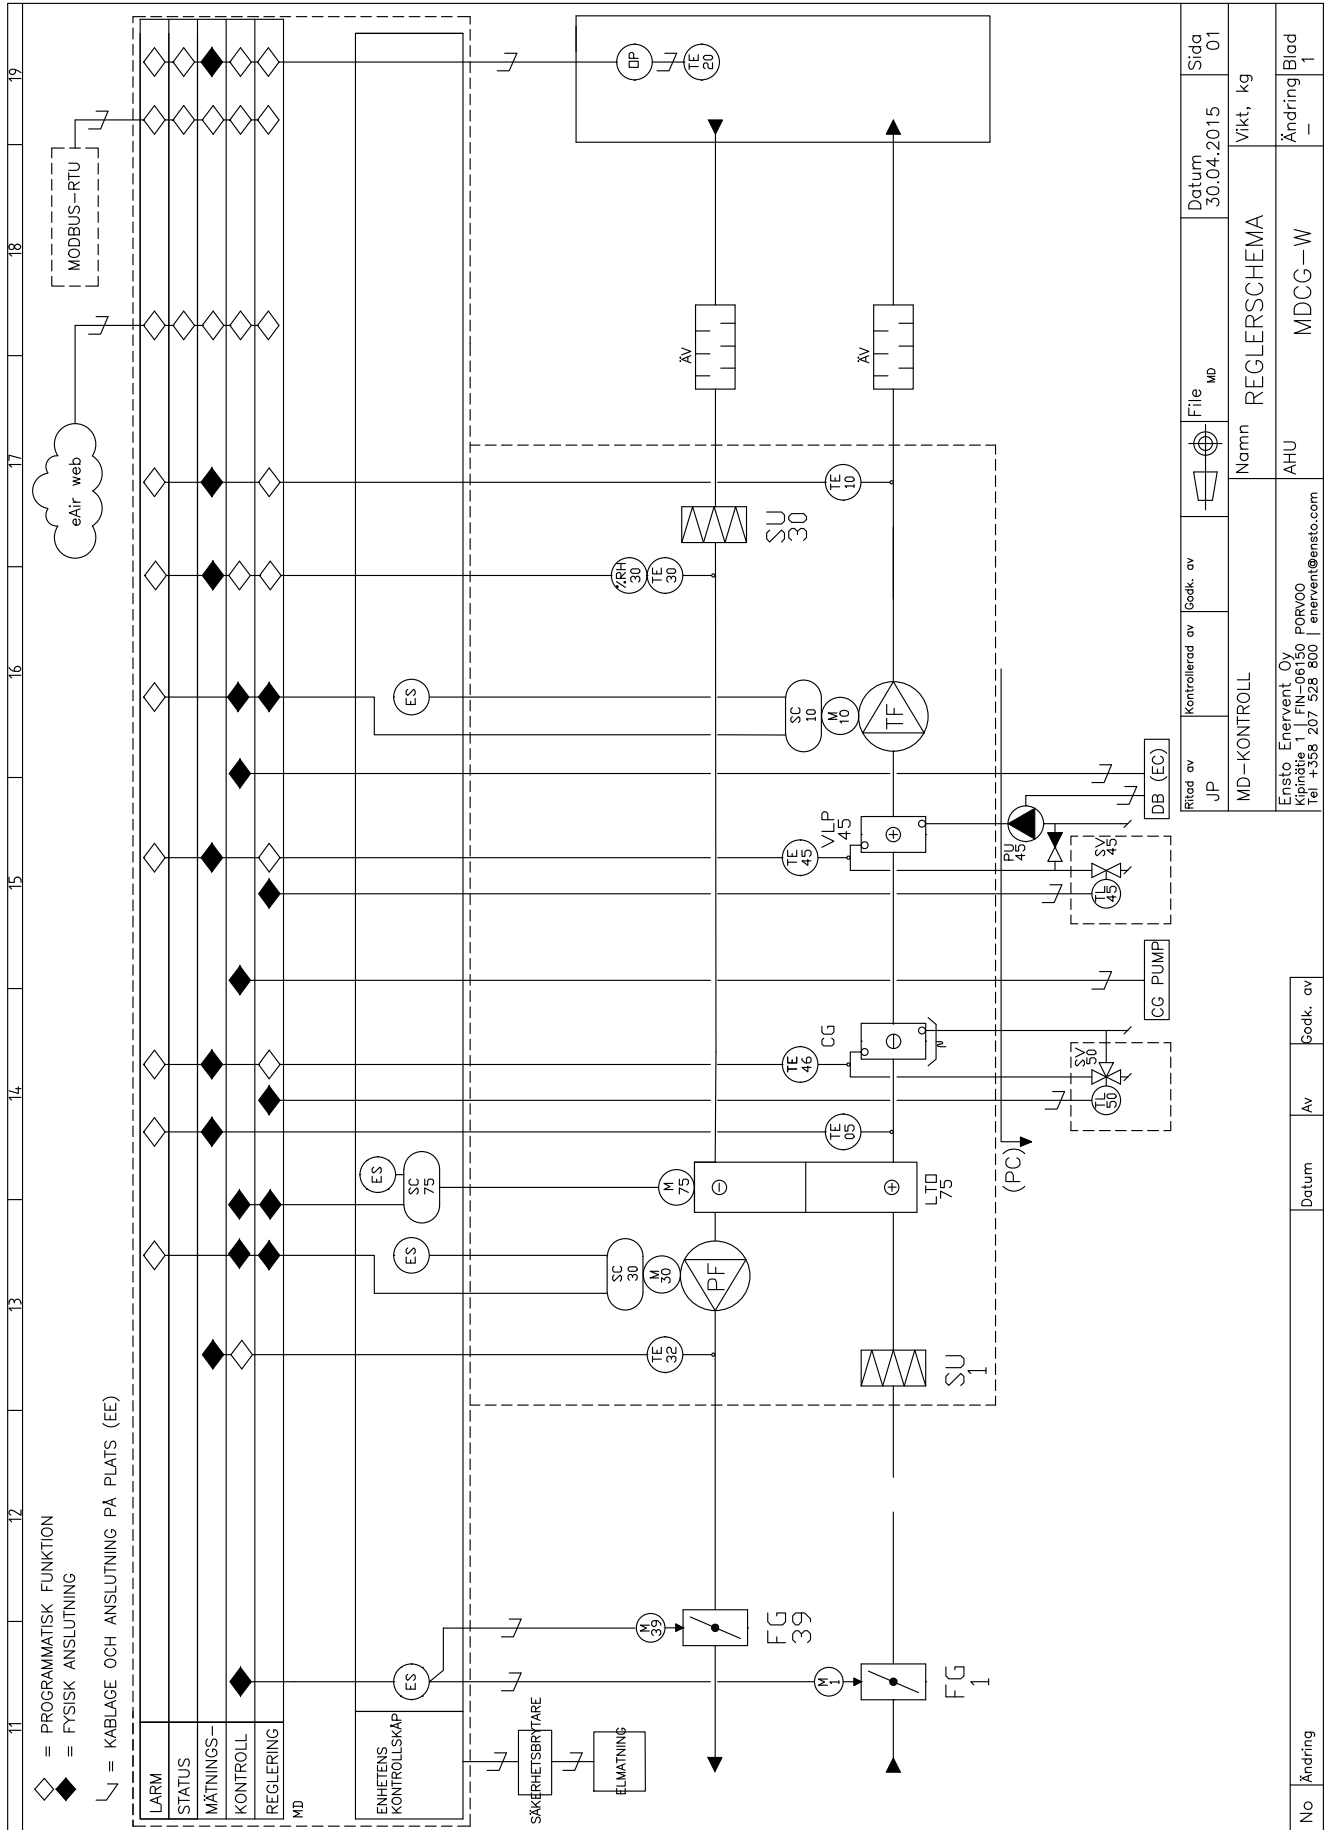 11
12
13
14
15
16
17
18
19
= PROGRAMMATISK FUNKTION
= FYSISK ANSLUTNING
= KABLAGE OCH ANSLUTNING PÅ PLATS (EE)
eAir web
MODBUS-RTU
LARM
STATUS
MÄTNINGS-
KONTROLL
REGLERING
MD
ENHETENS
KONTROLLSKÅP
ES
ES
ES
ES
SC
75
SÄKERHETSBRYTARE
ELMATNING
M
39
FG
39
M
1
FG
1
TE
32
SC
30
M
30
PF
M
75
LTO
75
SU
1
TE
05
TE
46
CG
TE
45
VLP
45
SC
10
M
10
TF
%RH
30
TE
30
SU
30
TE
10
ÄV
ÄV
OP
TE
20
(PC)
TL
50
SV
50
CG PUMP
TL
45
SV
45
PU
45
DB (EC)
Ritad av
JP
Kontrollerad av
Godk. av
File
MD
Datum
30.04.2015
Sida
01
MD-KONTROLL
Namn
REGLERSCHEMA
Vikt, kg
Ensto Enervent Oy
Kipinätie 1 | FIN-06150 PORVOO
Tel +358 207 528 800 | enervent@ensto.com
AHU
MDCG-W
Ändring
–
Blad
1
No
Ändring
Datum
Av
Godk. av